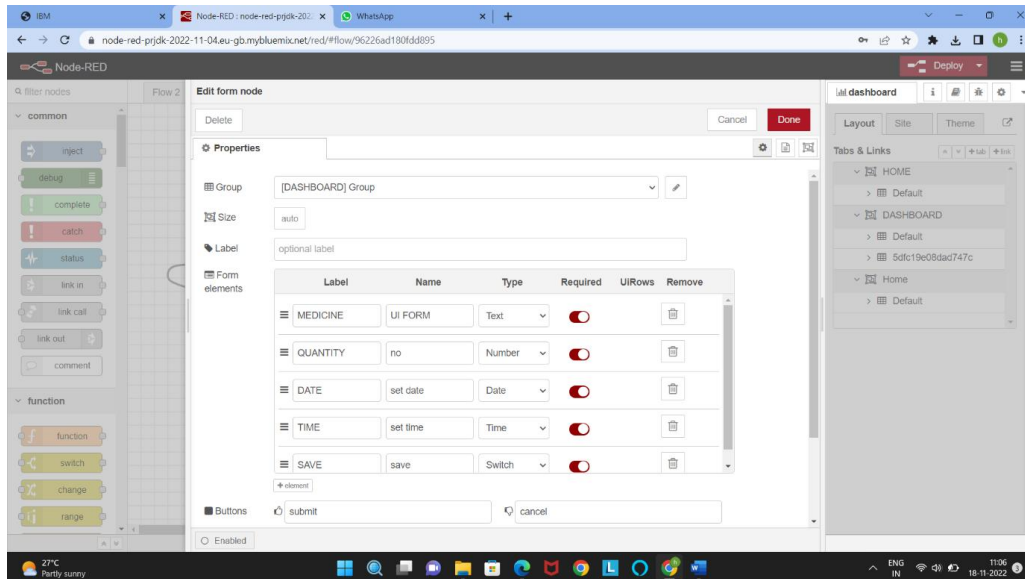 IBM
Node-RED : node-red-prjdk-202
WhatsApp
node-red-prjdk-2022-11-04.eu-gb.mybluemix.net/red/#flow/96226ad180fdd895
h
Node-RED
Deploy
filter nodes
Flow 2
Edit form node
dashboard
Delete
Cancel
Done
Layout
Site
Theme
common
Properties
Tabs & Links
+tab
+link
inject
debug
complete
catch
status
link in
link call
link out
comment
function
function
switch
change
range
Group
[DASHBOARD] Group
Size
auto
Label
optional label
Form elements
Label Name Type Required UIRows Remove
MEDICINE UI FORM Text
QUANTITY no Number
DATE set date Date
TIME set time Time
SAVE save Switch
+ element
Buttons
submit
cancel
Enabled
HOME
Default
DASHBOARD
Default
5dfc19e08dad747c
Home
Default
27°C
Partly sunny
ENG
IN
11:06
18-11-2022
3